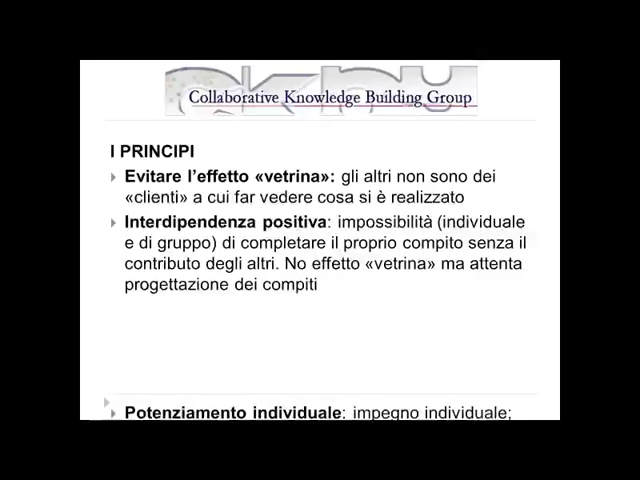 Collaborative Knowledge Building Group
I PRINCIPI
Evitare l'effetto «vetrina»: gli altri non sono dei
«clienti» a cui far vedere cosa si è realizzato
Interdipendenza positiva: impossibilità (individuale
e di gruppo) di completare il proprio compito senza il
contributo degli altri. No effetto «vetrina» ma attenta
progettazione dei compiti
Potenziamento individuale: impegno individuale;